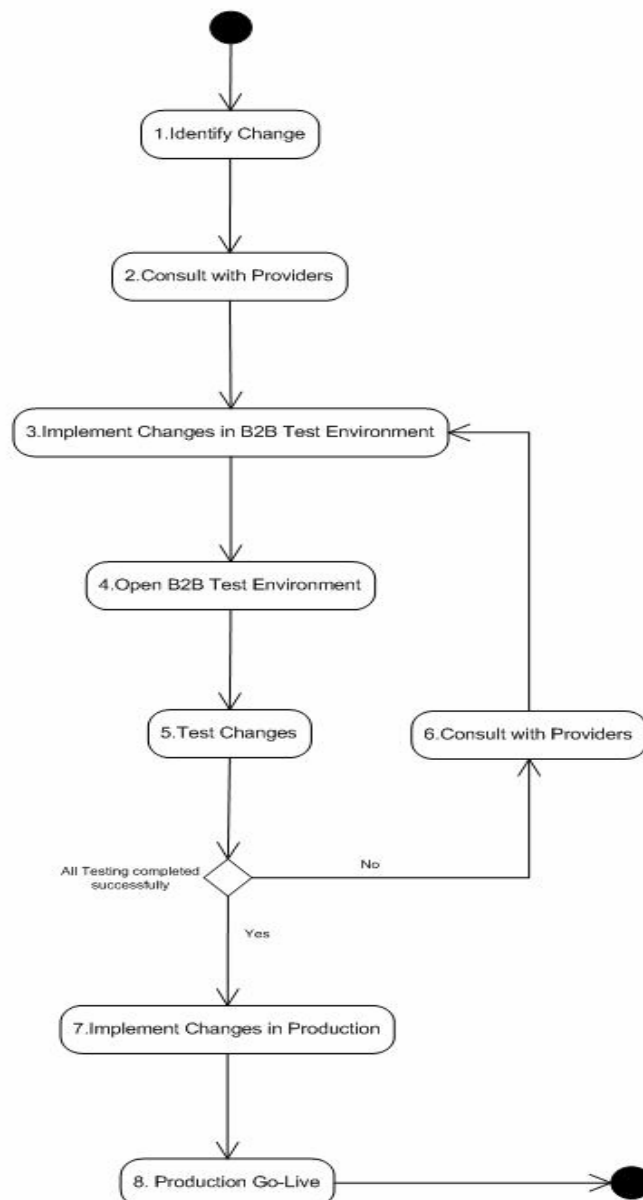 1.Identify Change
2.Consult with Providers
3.Implement Changes in B2B Test Environment
4.Open B2B Test Environment
5.Test Changes
6.Consult with Providers
All Testing completed
successfully
No
Yes
7.Implement Changes in Production
8. Production Go-Live